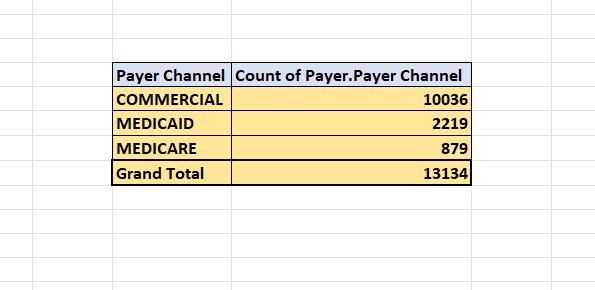 Payer Channel Count of Payer.Payer Channel
COMMERCIAL 10036
MEDICAID 2219
MEDICARE 879
Grand Total 13134